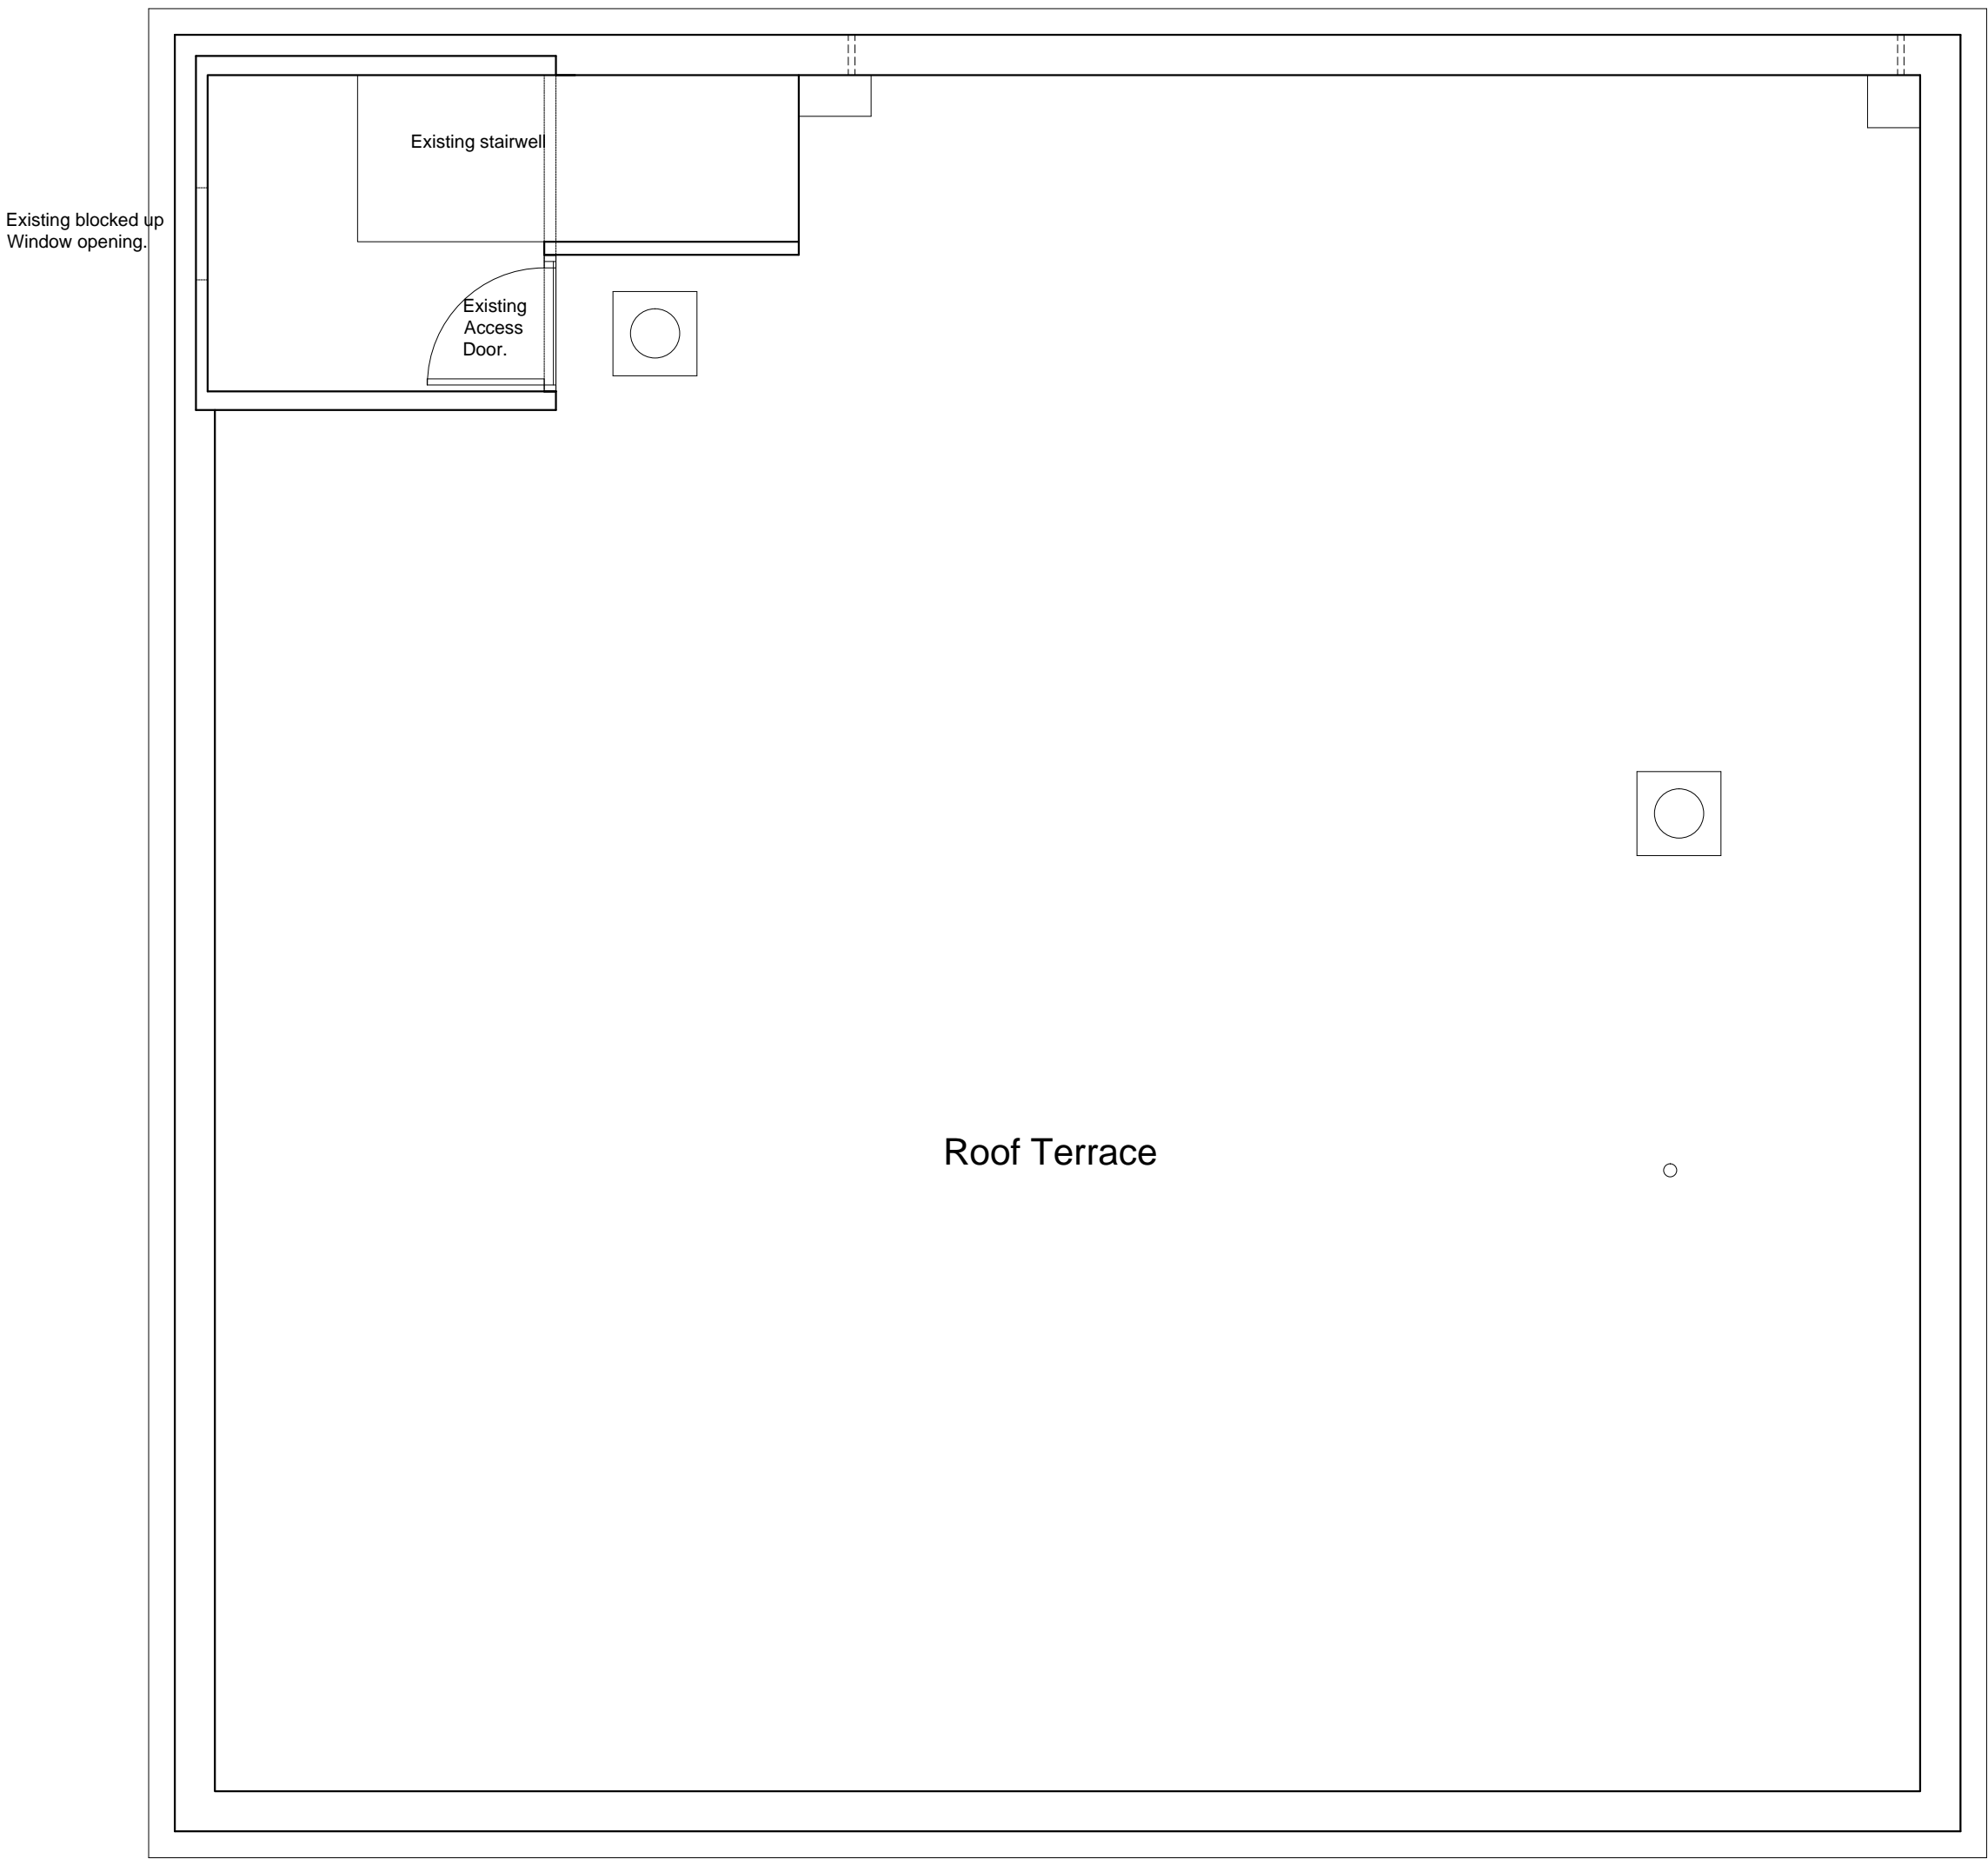 Existing stairwell
Existing blocked up
Window opening.
Existing
Access
Door.
Roof Terrace